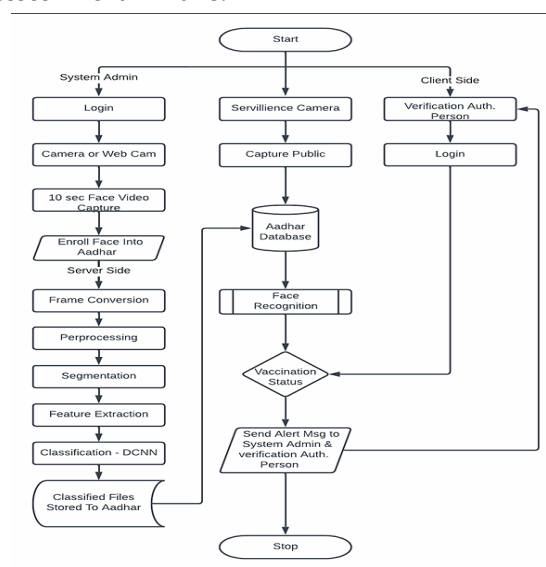 Start
System Admin
Client Side
Login
Servillience Camera
Verification Auth.
Person
Camera or Web Cam
Capture Public
Login
10 sec Face Video
Capture
Aadhar
Database
Enroll Face Into
Aadhar
Server Side
Frame Conversion
Face
Recognition
Perprocessing
Segmentation
Vaccination
Status
Feature Extraction
Classification - DCNN
Send Alert Msg to
System Admin &
verification Auth.
Person
Classified Files
Stored To Aadhar
Stop